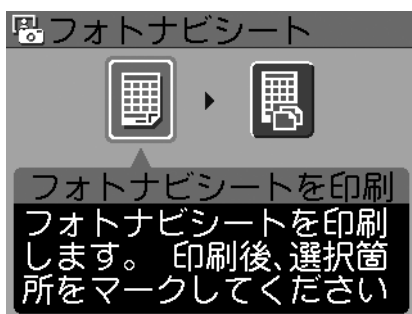 フォトナビシート
フォトナビシートを印刷
フォトナビシートを印刷
します。　印刷後、選択箇
所をマークしてください